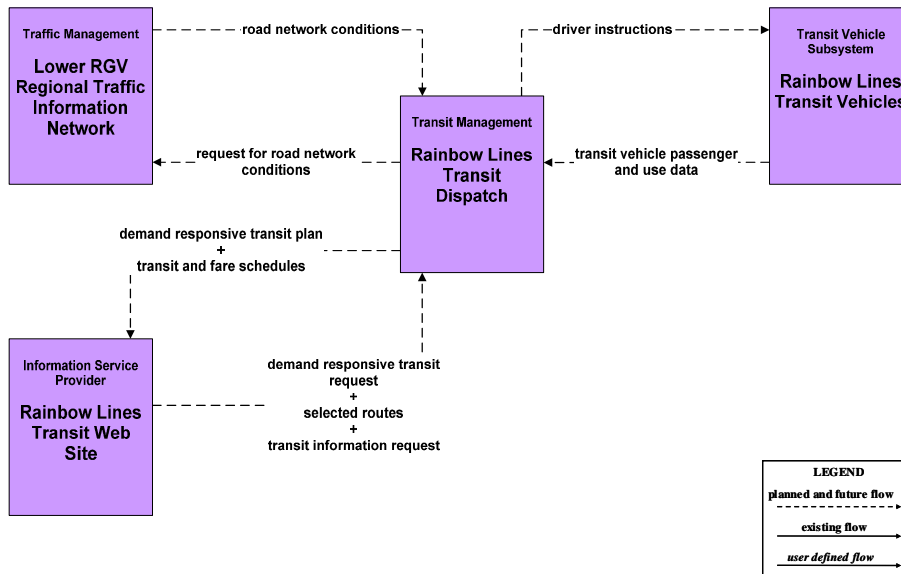 Traffic Management
Lower RGV
Regional Traffic
Information
Network
road network conditions
driver instructions
Transit Vehicle
Subsystem
Rainbow Lines
Transit Vehicles
Transit Management
Rainbow Lines
Transit
Dispatch
request for road network
conditions
transit vehicle passenger
and use data
demand responsive transit plan
+
transit and fare schedules
Information Service
Provider
Rainbow Lines
Transit Web
Site
demand responsive transit
request
+
selected routes
+
transit information request
LEGEND
planned and future flow
existing flow
user defined flow